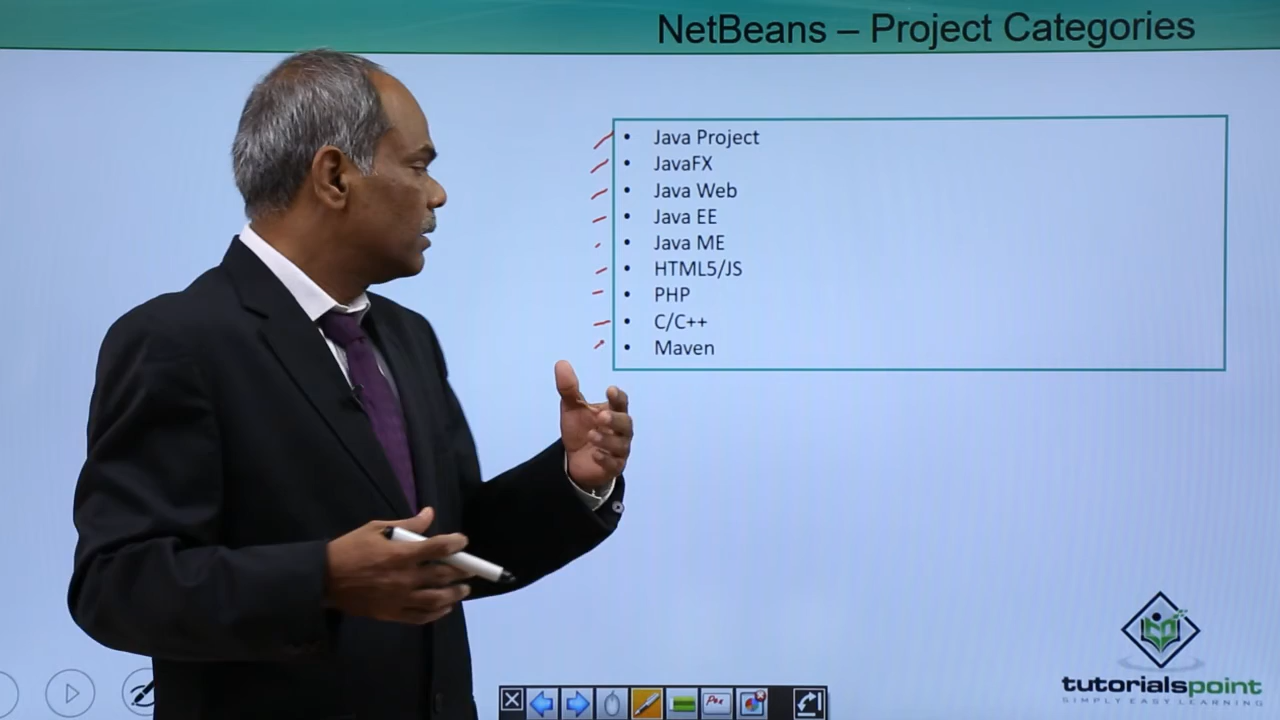 NetBeans – Project Categories
• Java Project
• JavaFX
• Java Web
• Java EE
• Java ME
• HTML5/JS
• PHP
• C/C++
• Maven
tutorialspoint
SIMPLY EASY LEARNING